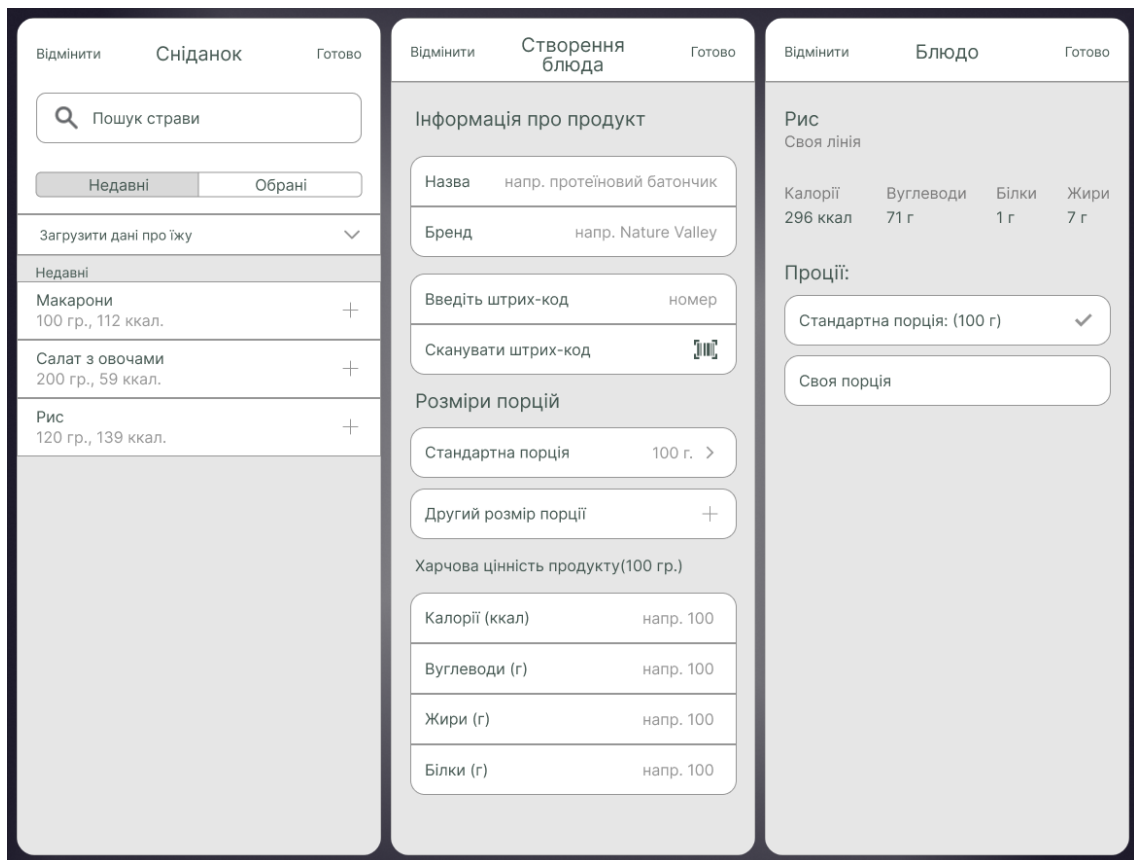 Відмінити Сніданок Готово
Пошук страви
Недавні Обрані
Загрузити дані про їжу
Недавні
Макарони
100 гр., 112 ккал.
Салат з овочами
200 гр., 59 ккал.
Рис
120 гр., 139 ккал.
Відмінити Створення блюда Готово
Інформація про продукт
Назва напр. протеїновий батончик
Бренд напр. Nature Valley
Введіть штрих-код номер
Сканувати штрих-код
Розміри порцій
Стандартна порція 100 г.
Другий розмір порції
Харчова цінність продукту(100 гр.)
Калорії (ккал) напр. 100
Вуглеводи (г) напр. 100
Жири (г) напр. 100
Білки (г) напр. 100
Відмінити Блюдо Готово
Рис
Своя лінія
Калорії Вуглеводи Білки Жири
296 ккал 71 г 1 г 7 г
Проції:
Стандартна порція: (100 г)
Своя порція